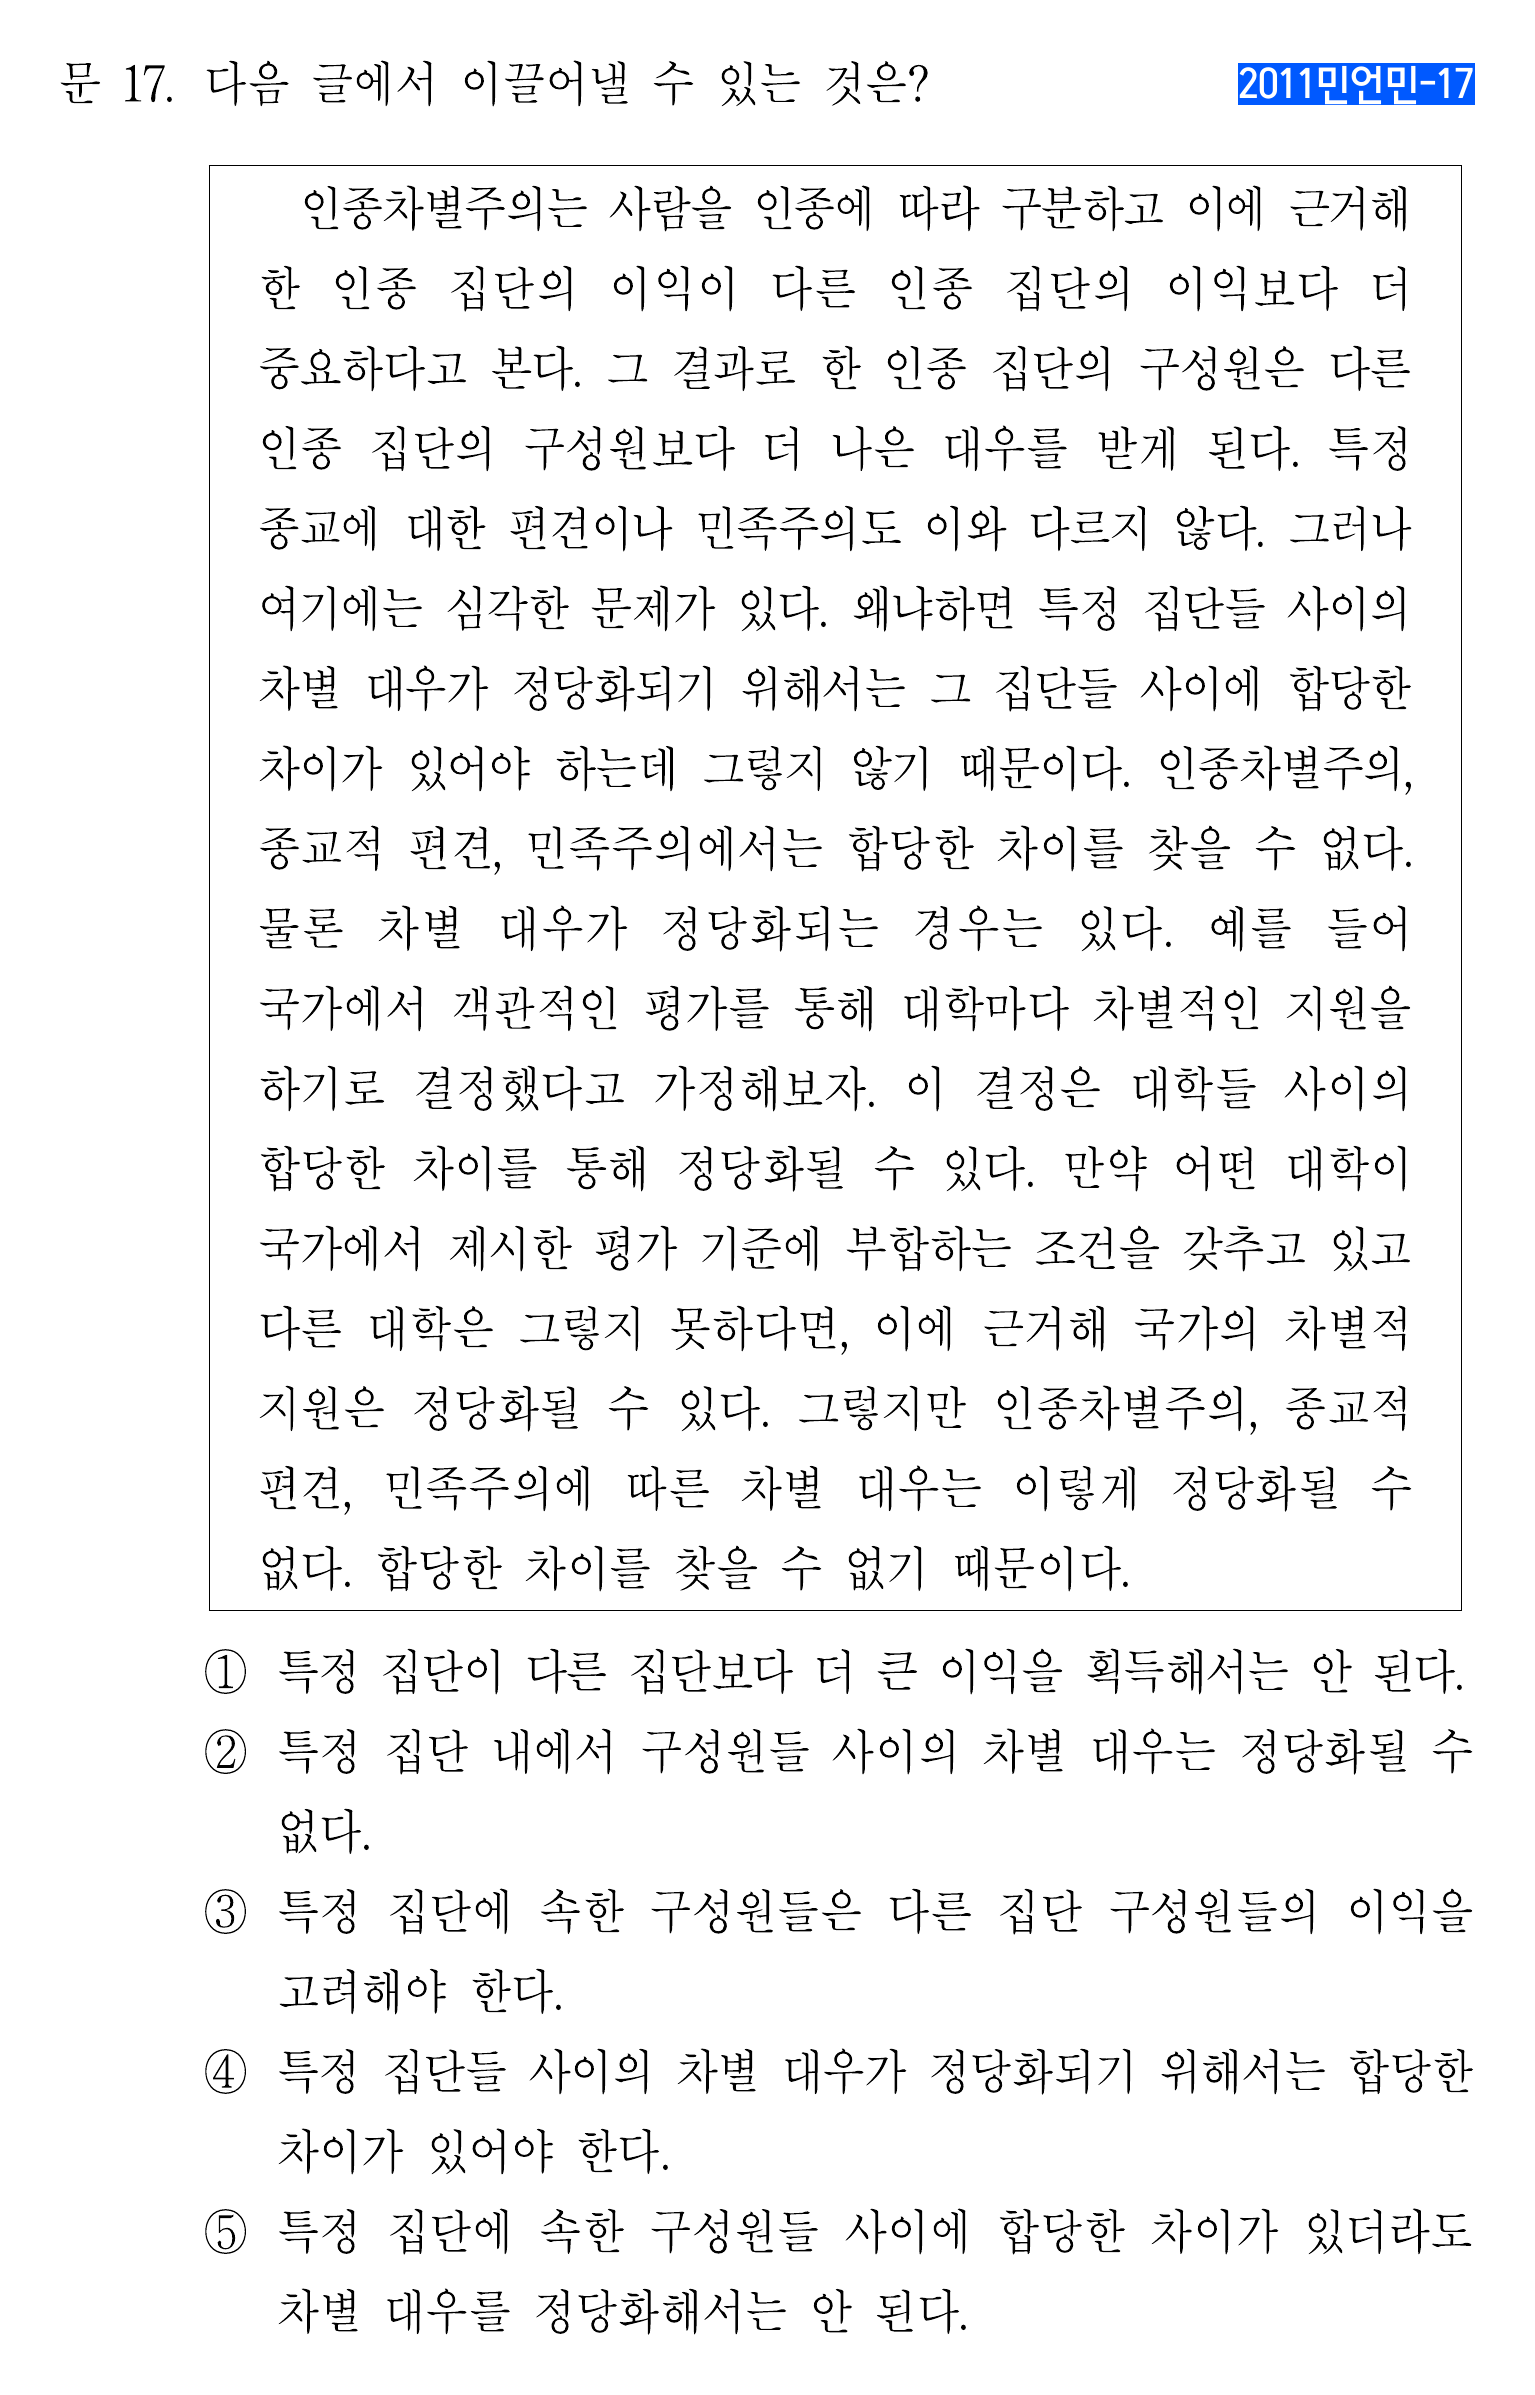 문 17. 다음 글에서 이끌어낼 수 있는 것은?
2011민언민-17
인종차별주의는 사람을 인종에 따라 구분하고 이에 근거해
한 인종 집단의 이익이 다른 인종 집단의 이익보다 더
중요하다고 본다. 그 결과로 한 인종 집단의 구성원은 다른
인종 집단의 구성원보다 더 나은 대우를 받게 된다. 특정
종교에 대한 편견이나 민족주의도 이와 다르지 않다. 그러나
여기에는 심각한 문제가 있다. 왜냐하면 특정 집단들 사이의
차별 대우가 정당화되기 위해서는 그 집단들 사이에 합당한
차이가 있어야 하는데 그렇지 않기 때문이다. 인종차별주의,
종교적 편견, 민족주의에서는 합당한 차이를 찾을 수 없다.
물론 차별 대우가 정당화되는 경우는 있다. 예를 들어
국가에서 객관적인 평가를 통해 대학마다 차별적인 지원을
하기로 결정했다고 가정해보자. 이 결정은 대학들 사이의
합당한 차이를 통해 정당화될 수 있다. 만약 어떤 대학이
국가에서 제시한 평가 기준에 부합하는 조건을 갖추고 있고
다른 대학은 그렇지 못하다면, 이에 근거해 국가의 차별적
지원은 정당화될 수 있다. 그렇지만 인종차별주의, 종교적
편견, 민족주의에 따른 차별 대우는 이렇게 정당화될 수
없다. 합당한 차이를 찾을 수 없기 때문이다.
① 특정 집단이 다른 집단보다 더 큰 이익을 획득해서는 안 된다.
② 특정 집단 내에서 구성원들 사이의 차별 대우는 정당화될 수
없다.
③ 특정 집단에 속한 구성원들은 다른 집단 구성원들의 이익을
고려해야 한다.
④ 특정 집단들 사이의 차별 대우가 정당화되기 위해서는 합당한
차이가 있어야 한다.
⑤ 특정 집단에 속한 구성원들 사이에 합당한 차이가 있더라도
차별 대우를 정당화해서는 안 된다.